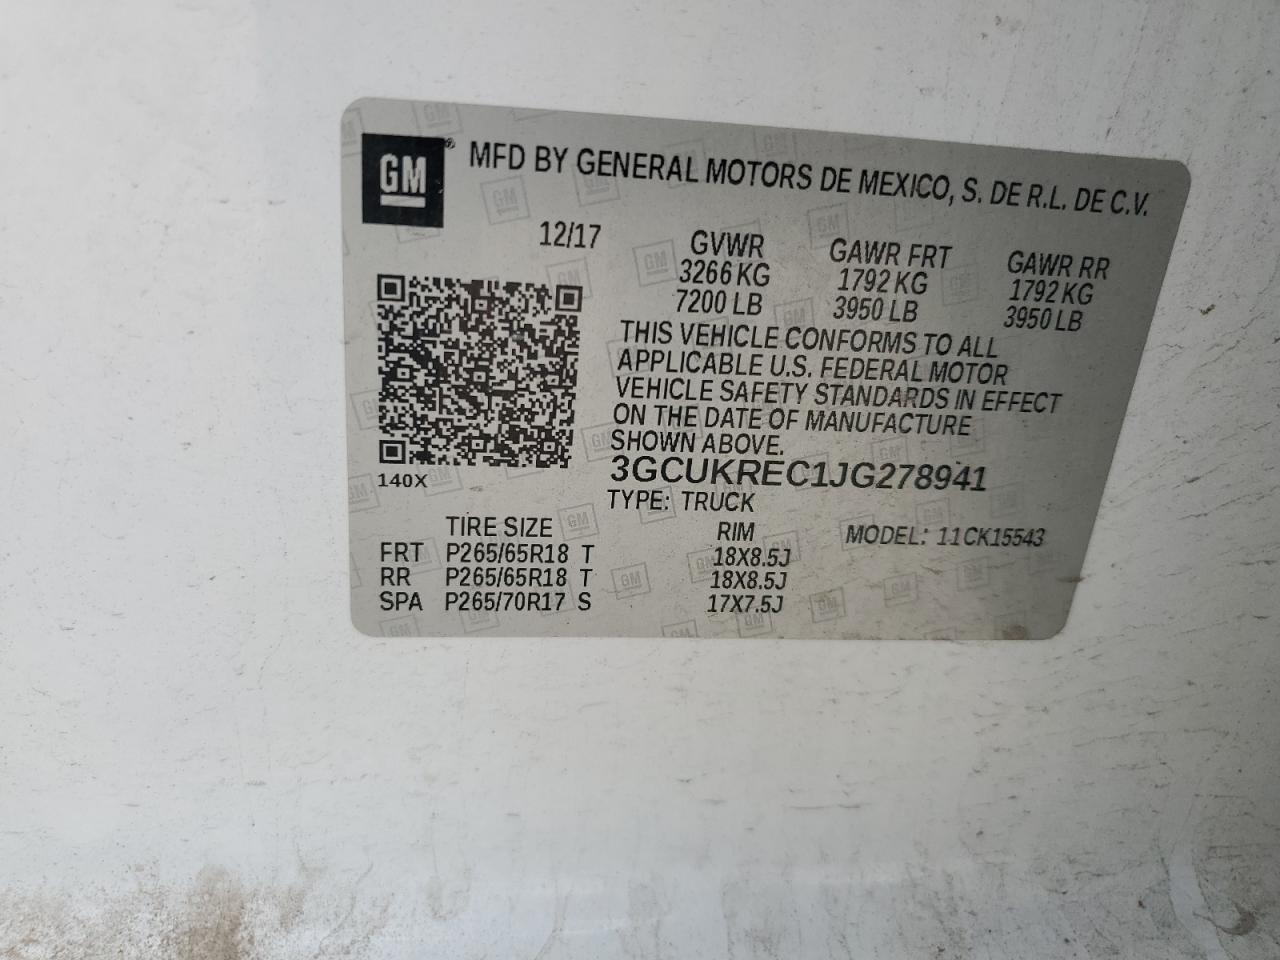 GM® MFD BY GENERAL MOTORS DE MEXICO, S. DE R.L. DE C.V.
12/17 GVWR GAWR FRT GAWR RR
3266 KG 1792 KG 1792 KG
7200 LB 3950 LB 3950 LB
THIS VEHICLE CONFORMS TO ALL
APPLICABLE U.S. FEDERAL MOTOR
VEHICLE SAFETY STANDARDS IN EFFECT
ON THE DATE OF MANUFACTURE
SHOWN ABOVE.
3GCUKREC1JG278941
140X
TYPE: TRUCK
TIRE SIZE RIM MODEL: 11CK15543
FRT P265/65R18 T 18X8.5J
RR P265/65R18 T 18X8.5J
SPA P265/70R17 S 17X7.5J